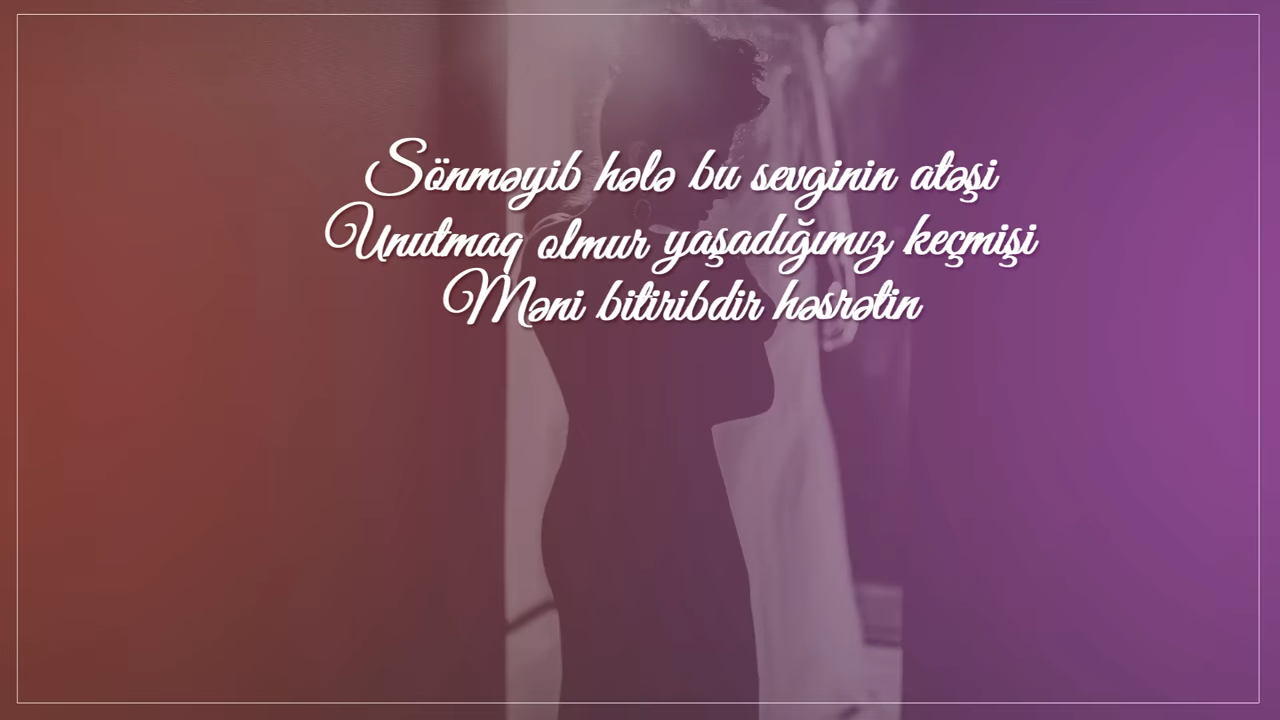 Sönməyib hələ bu sevginin atəşi
Unutmaq olmur yaşadığımız keçmişi
Məni bitiribdir həsrətin